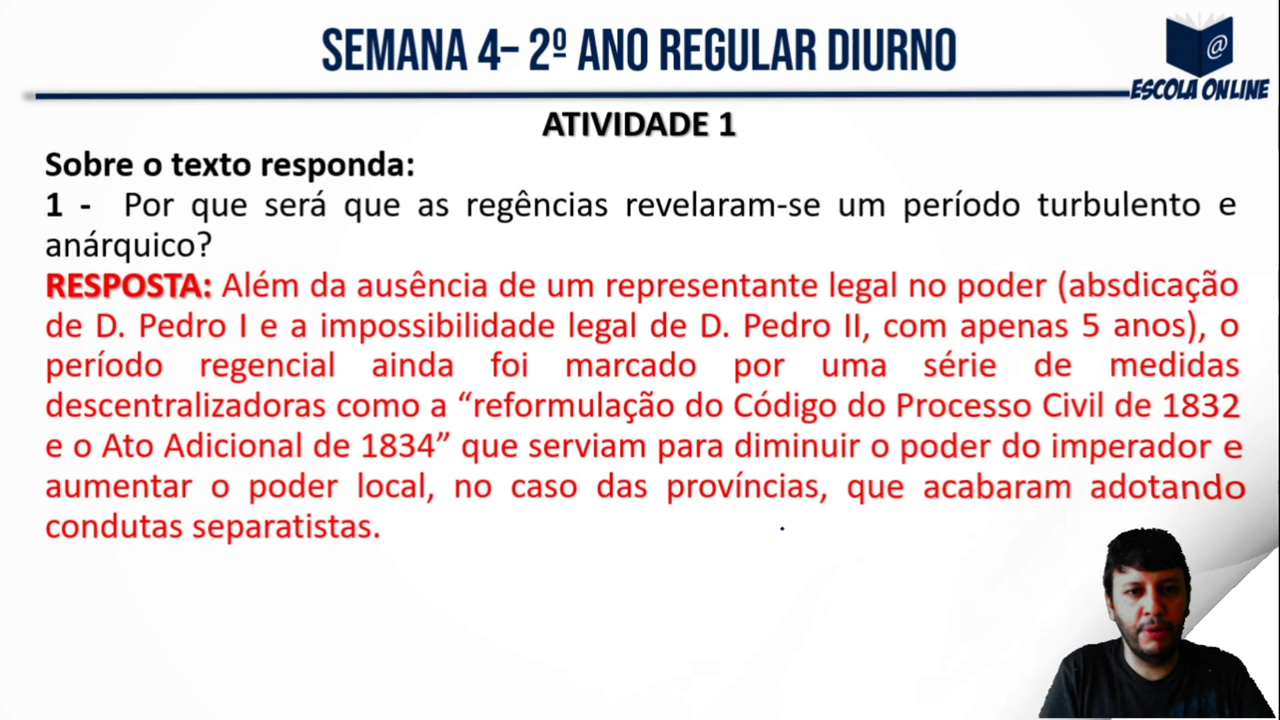 SEMANA 4– 2º ANO REGULAR DIURNO
@
ESCOLA ONLINE
ATIVIDADE 1
Sobre o texto responda:
1 - Por que será que as regências revelaram-se um período turbulento e
anárquico?
RESPOSTA: Além da ausência de um representante legal no poder (absdicação
de D. Pedro I e a impossibilidade legal de D. Pedro II, com apenas 5 anos), o
período regencial ainda foi marcado por uma série de medidas
descentralizadoras como a “reformulação do Código do Processo Civil de 1832
e o Ato Adicional de 1834” que serviam para diminuir o poder do imperador e
aumentar o poder local, no caso das províncias, que acabaram adotando
condutas separatistas.